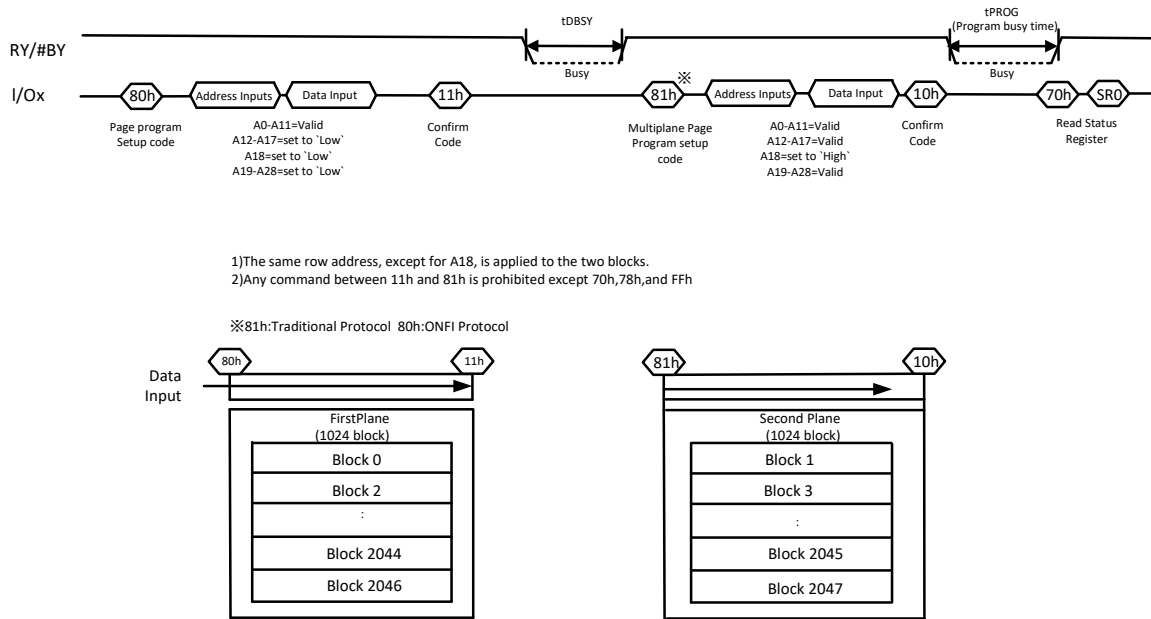 tDBSY
tPROG
(Program busy time)
RY/#BY
Busy
Busy
I/Ox
80h
Address Inputs
Data Input
11h
81h
※
Address Inputs
Data Input
10h
70h
SR0
Page program
Setup code
A0-A11=Valid
A12-A17=set to `Low`
A18=set to `Low`
A19-A28=set to `Low`
Confirm
Code
Multiplane Page
Program setup
code
A0-A11=Valid
A12-A17=Valid
A18=set to `High`
A19-A28=Valid
Confirm
Code
Read Status
Register
1)The same row address, except for A18, is applied to the two blocks.
2)Any command between 11h and 81h is prohibited except 70h,78h,and FFh
※81h:Traditional Protocol 80h:ONFI Protocol
80h
11h
81h
10h
Data
Input
FirstPlane
(1024 block)
Block 0
Block 2
:
Block 2044
Block 2046
Second Plane
(1024 block)
Block 1
Block 3
:
Block 2045
Block 2047